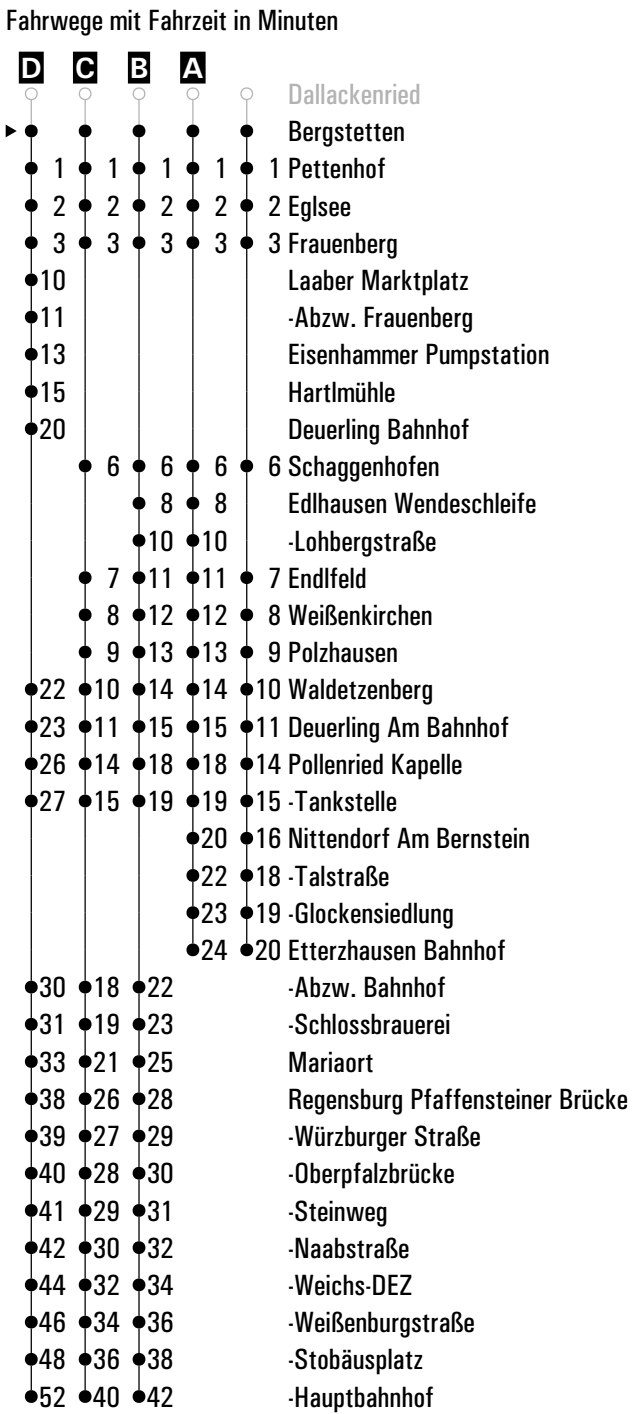 Fahrwege mit Fahrzeit in Minuten
D C B A
Dallackenried
Bergstetten
1 1 1 1 1 Pettenhof
2 2 2 2 2 Eglsee
3 3 3 3 3 Frauenberg
10 Laaber Marktplatz
11 -Abzw. Frauenberg
13 Eisenhammer Pumpstation
15 Hartlmühle
20 Deuerling Bahnhof
6 6 6 6 Schaggenhofen
8 8 Edlhausen Wendeschleife
10 10 -Lohbergstraße
7 11 11 7 Endlfeld
8 12 12 8 Weißenkirchen
9 13 13 9 Polzhausen
22 10 14 14 10 Waldetzenberg
23 11 15 15 11 Deuerling Am Bahnhof
26 14 18 18 14 Pollenried Kapelle
27 15 19 19 15 -Tankstelle
20 16 Nittendorf Am Bernstein
22 18 -Talstraße
23 19 -Glockensiedlung
24 20 Etterzhausen Bahnhof
30 18 22 -Abzw. Bahnhof
31 19 23 -Schlossbrauerei
33 21 25 Mariaort
38 26 28 Regensburg Pfaffensteiner Brücke
39 27 29 -Würzburger Straße
40 28 30 -Oberpfalzbrücke
41 29 31 -Steinweg
42 30 32 -Naabstraße
44 32 34 -Weichs-DEZ
46 34 36 -Weißenburgstraße
48 36 38 -Stobäusplatz
52 40 42 -Hauptbahnhof